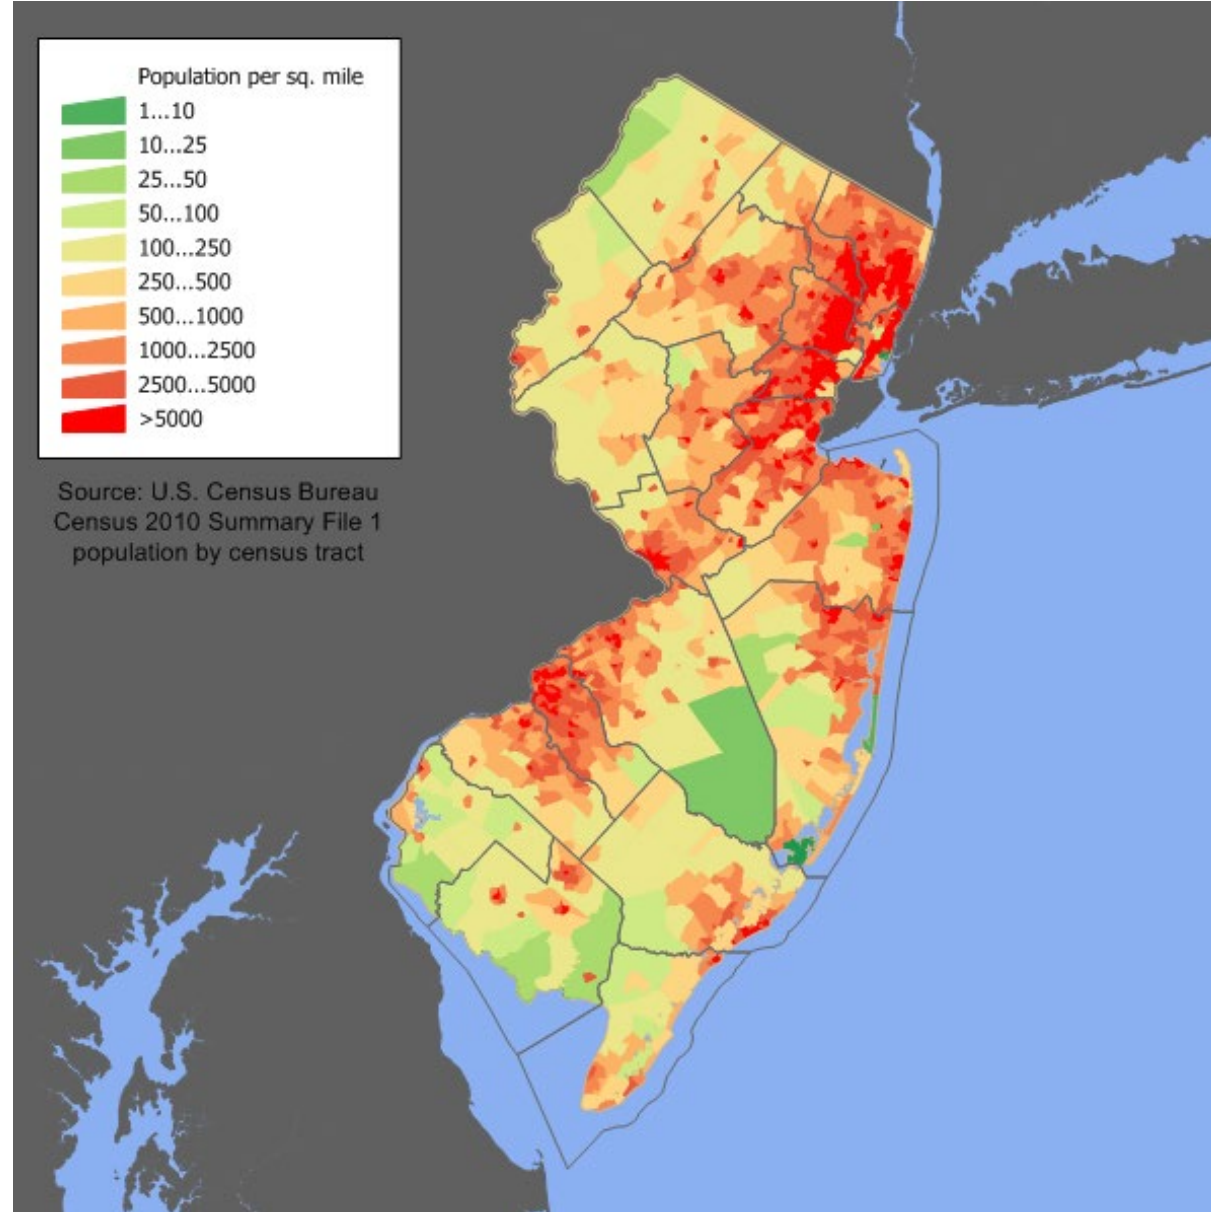 Population per sq. mile
1...10
10...25
25...50
50...100
100...250
250...500
500...1000
1000...2500
2500...5000
>5000
Source: U.S. Census Bureau
Census 2010 Summary File 1
population by census tract